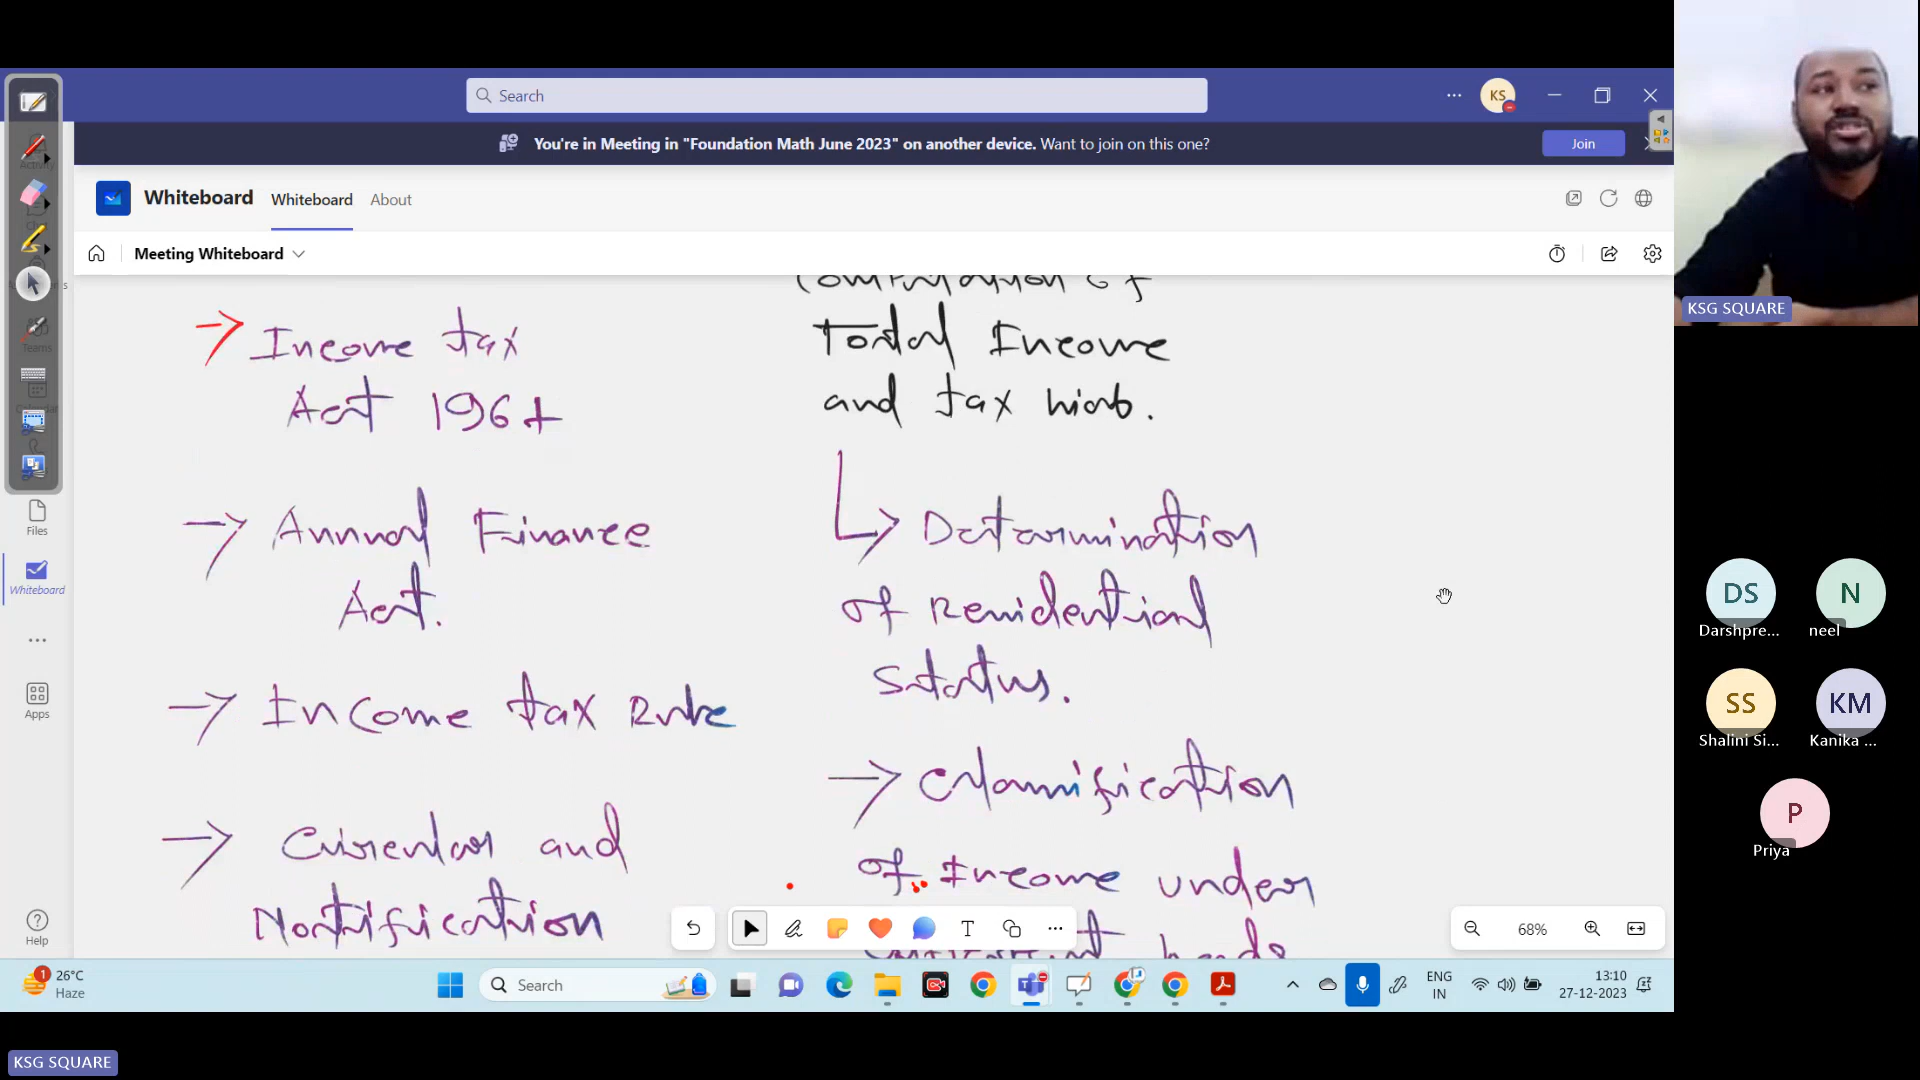 Search
KS
You're in Meeting in "Foundation Math June 2023" on another device. Want to join on this one?
Join
Whiteboard
Whiteboard
About
Meeting Whiteboard
Income tax
Act 1961
Annual Finance
Act.
Income tax Rule
Circular and
Notification
Computation of
Total Income
and tax
Determination
of Residential
Status.
Classification
of Income under
heads
Files
Whiteboard
Apps
Help
T
68%
KSG SQUARE
DS
Darshpre...
N
neel
SS
Shalini Si...
KM
Kanika ...
P
Priya
1
26°C
Haze
Search
ENG
IN
13:10
27-12-2023
KSG SQUARE